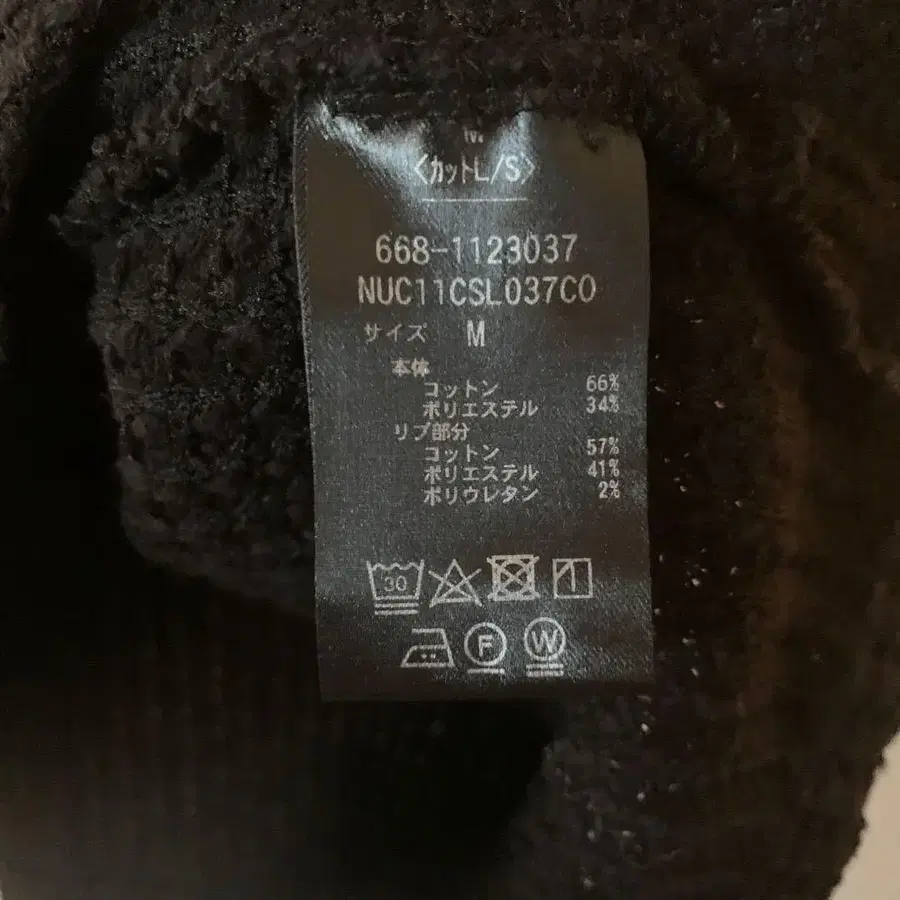 M
〈カットL/S〉
668-1123037
NUC11CSL037CO
サイズ M
本体
コットン 66%
ポリエステル 34%
リブ部分
コットン 57%
ポリエステル 41%
ポリウレタン 2%
30
F W